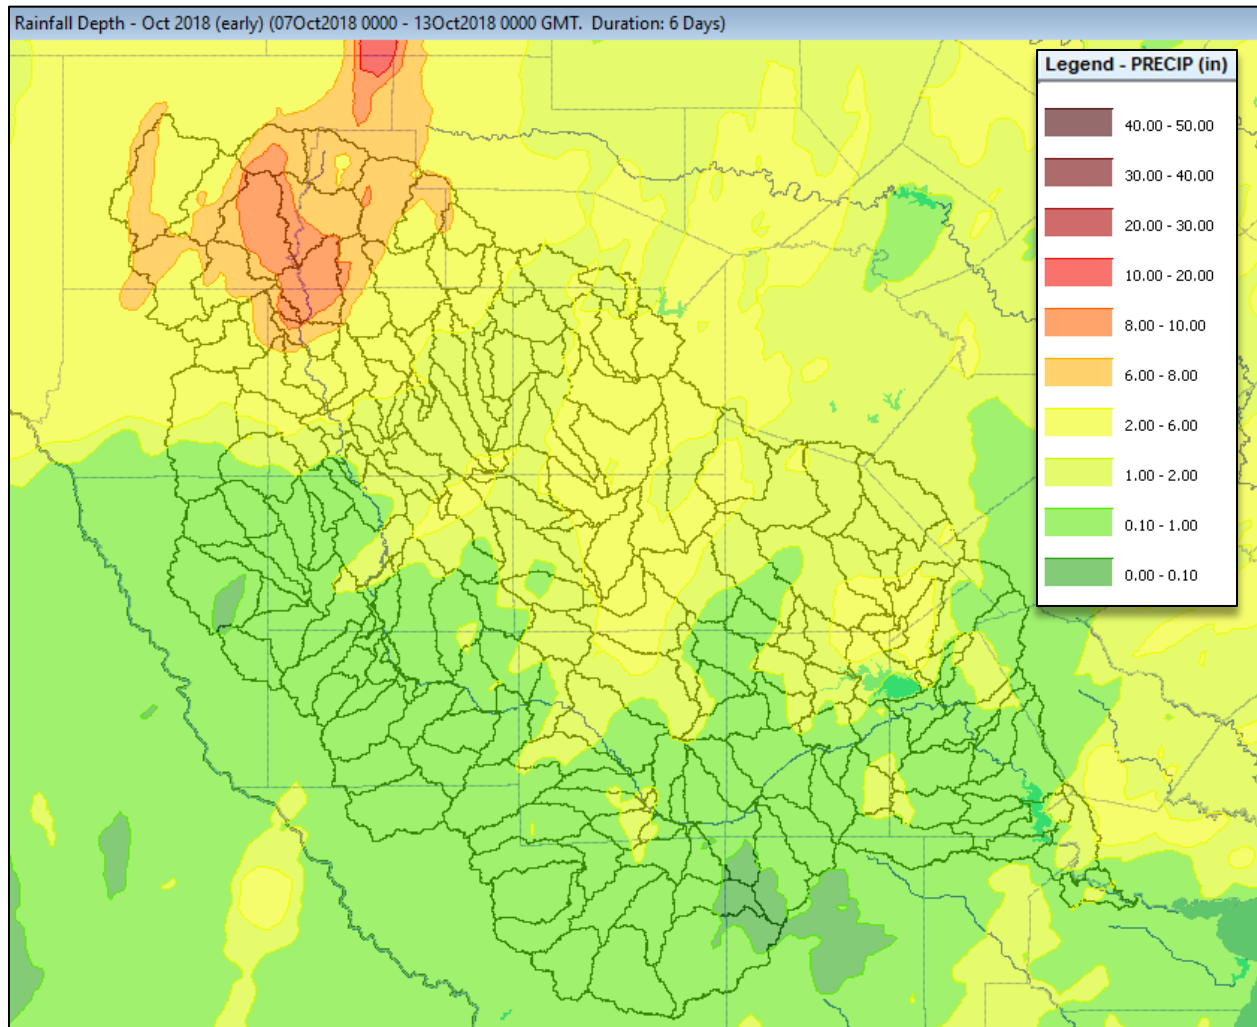 Rainfall Depth - Oct 2018 (early) (07Oct2018 0000 - 13Oct2018 0000 GMT.  Duration: 6 Days)
Legend - PRECIP (in)
40.00 - 50.00
30.00 - 40.00
20.00 - 30.00
10.00 - 20.00
8.00 - 10.00
6.00 - 8.00
2.00 - 6.00
1.00 - 2.00
0.10 - 1.00
0.00 - 0.10